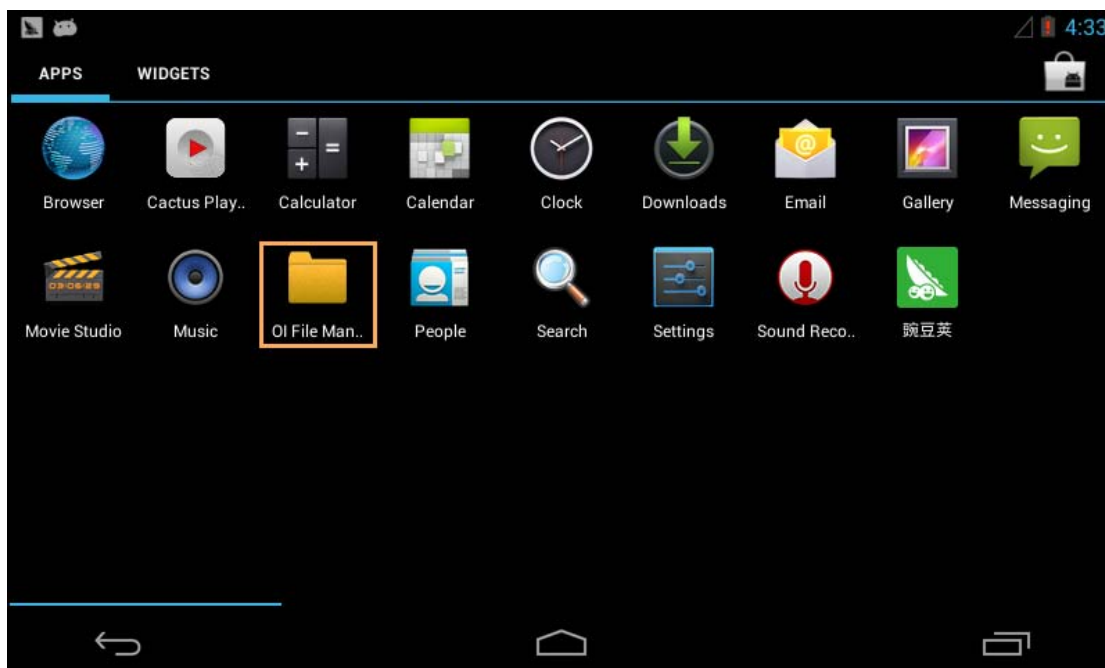 4:33
APPS WIDGETS
Browser Cactus Play.. Calculator Calendar Clock Downloads Email Gallery Messaging
Movie Studio Music OI File Man.. People Search Settings Sound Reco.. 豌豆荚